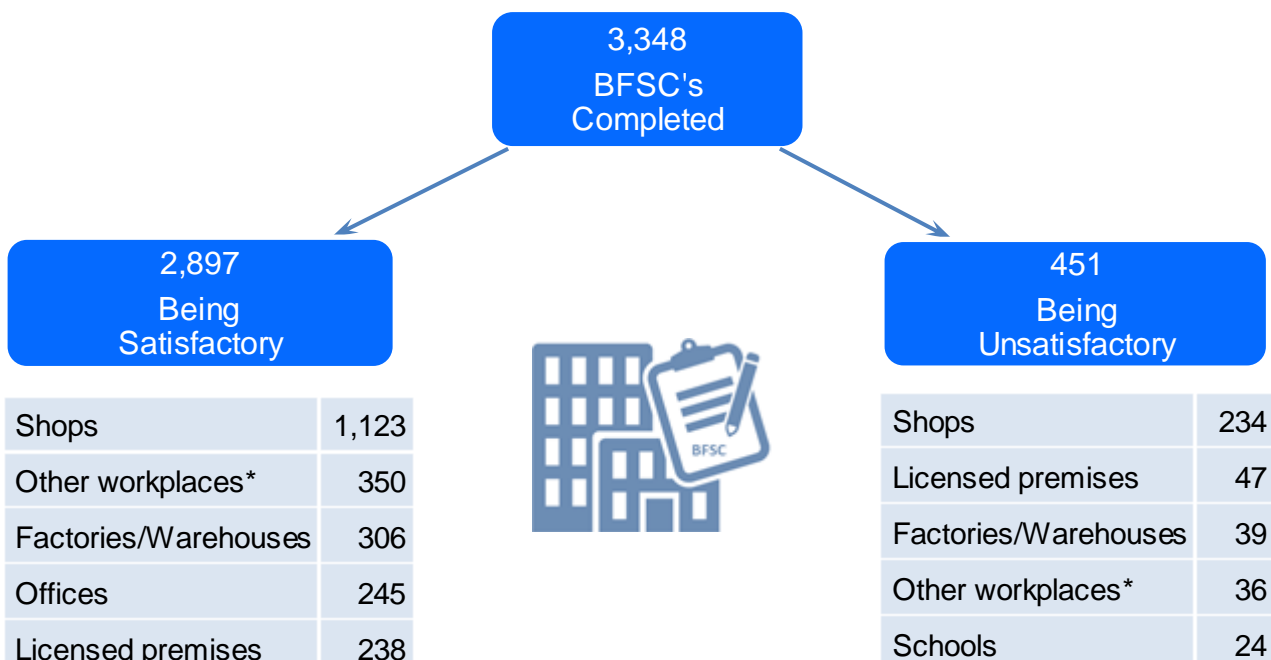 3,348
BFSC's
Completed
2,897
Being
Satisfactory
451
Being
Unsatisfactory
BFSC
Shops 1,123
Other workplaces* 350
Factories/Warehouses 306
Offices 245
Licensed premises 238
Shops 234
Licensed premises 47
Factories/Warehouses 39
Other workplaces* 36
Schools 24